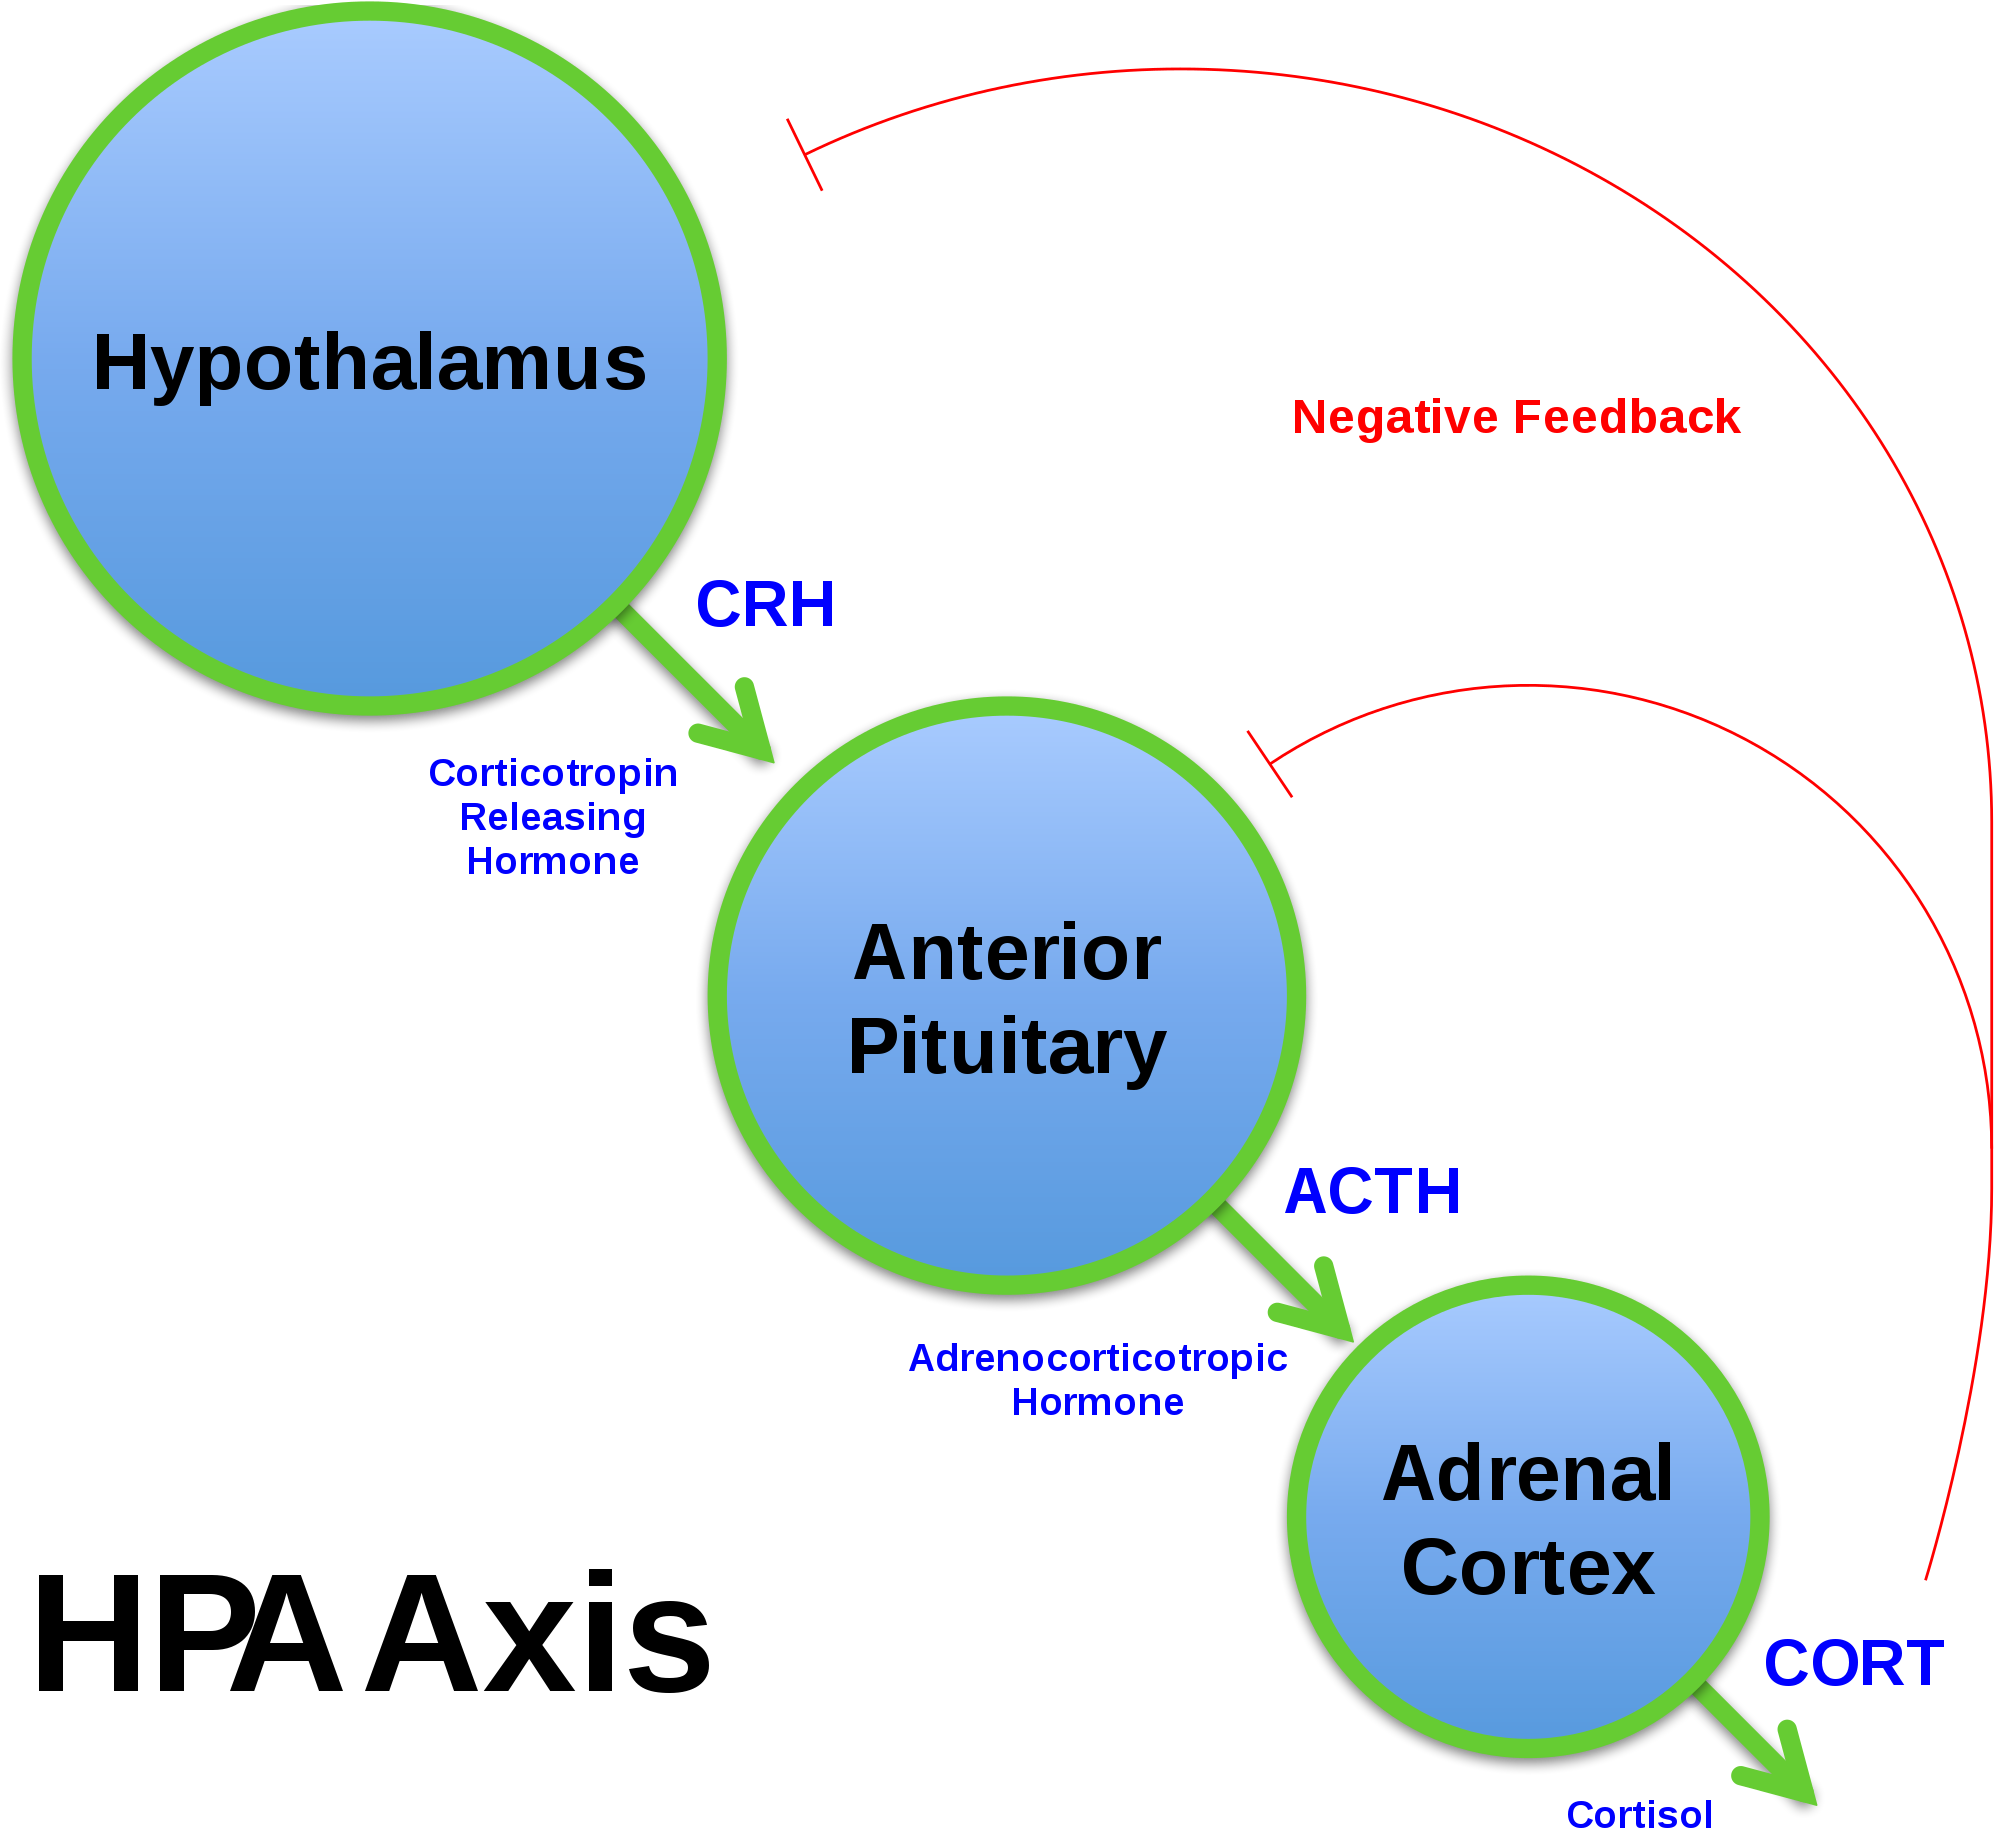 Hypothalamus
Negative Feedback
CRH
Corticotropin
Releasing
Hormone
Anterior
Pituitary
ACTH
Adrenocorticotropic
Hormone
Adrenal
Cortex
HPA Axis
CORT
Cortisol